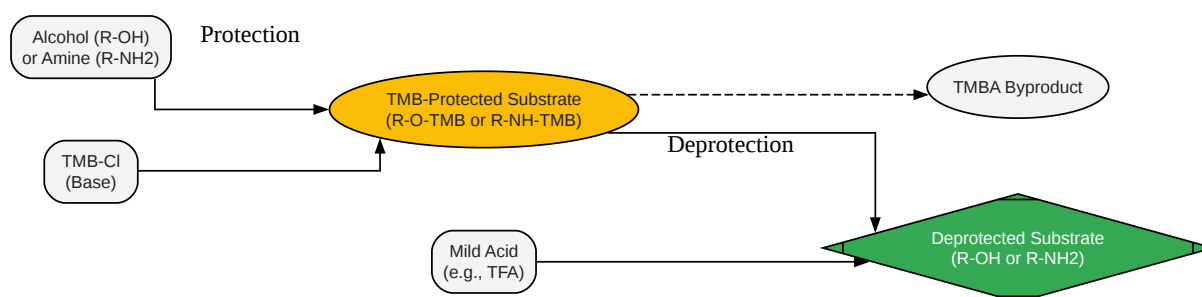 Alcohol (R-OH)
or Amine (R-NH2)
Protection
TMB-Cl
(Base)
TMB-Protected Substrate
(R-O-TMB or R-NH-TMB)
TMBA Byproduct
Deprotection
Mild Acid
(e.g., TFA)
Deprotected Substrate
(R-OH or R-NH2)